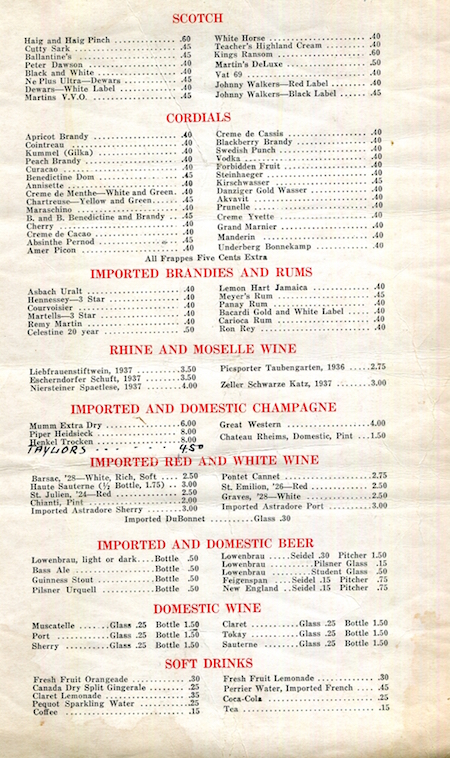 SCOTCH
Haig and Haig Pinch .60
Cutty Sark .45
Ballantine's .45
Peter Dawson .40
Black and White .40
Ne Plus Ultra—Dewars .45
Dewars—White Label .40
Martins V.V.O. .45
White Horse .40
Teacher's Highland Cream .40
Kings Ransom .60
Martin's DeLuxe .50
Vat 69 .40
Johnny Walkers—Red Label .40
Johnny Walkers—Black Label .45
CORDIALS
Apricot Brandy .40
Cointreau .40
Kummel (Gilka) .40
Peach Brandy .40
Curacao .40
Benedictine Dom .45
Annisette .40
Creme de Menthe—White and Green .40
Chartreuse—Yellow and Green .45
Maraschino .40
B. and B. Benedictine and Brandy .45
Cherry .40
Creme de Cacao .40
Absinthe Pernod .45
Amer Picon .40
Creme de Cassis .40
Blackberry Brandy .40
Swedish Punch .40
Vodka .40
Forbidden Fruit .40
Steinhaeger .40
Kirschwasser .45
Danziger Gold Wasser .40
Akvavit .40
Prunelle .40
Creme Yvette .40
Grand Marnier .40
Manderin .40
Underberg Bonnekamp .40
All Frappes Five Cents Extra
IMPORTED BRANDIES AND RUMS
Asbach Uralt .40
Hennessey—3 Star .40
Courvoisier .40
Martells—3 Star .40
Remy Martin .40
Celestine 20 year .50
Lemon Hart Jamaica .40
Meyer's Rum .45
Panay Rum .40
Bacardi Gold and White Label .40
Carioca Rum .40
Ron Rey .40
RHINE AND MOSELLE WINE
Liebfrauenstiftwein, 1937 3.50
Escherndorfer Schuft, 1937 3.50
Niersteiner Spaetlese, 1937 4.00
Piesporter Taubengarten, 1936 2.75
Zeller Schwarze Katz, 1937 3.00
IMPORTED AND DOMESTIC CHAMPAGNE
Mumm Extra Dry 6.00
Piper Heidsieck 8.00
Henkel Trocken 8.00
TAYLORS 4.50
Great Western 4.00
Chateau Rheims, Domestic, Pint 1.50
IMPORTED RED AND WHITE WINE
Barsac, '28—White, Rich, Soft 2.50
Haute Sauterne (½ Bottle, 1.75) 3.00
St. Julien, '24—Red 2.50
Chianti, Pint 2.00
Imported Astradore Sherry 3.00
Pontet Cannet 2.75
St. Emilion, '26—Red 2.50
Graves, '28—White 2.50
Imported Astradore Port 3.00
Imported DuBonnet Glass .30
IMPORTED AND DOMESTIC BEER
Lowenbrau, light or dark Bottle .50
Bass Ale Bottle .50
Guinness Stout Bottle .50
Pilsner Urquell Bottle .50
Lowenbrau Seidel .30 Pitcher 1.50
Lowenbrau Pilsner Glass .15
Lowenbrau Student Glass .50
Feigenspan Seidel .15 Pitcher .75
New England Seidel .15 Pitcher .75
DOMESTIC WINE
Muscatelle Glass .25 Bottle 1.50
Port Glass .25 Bottle 1.50
Sherry Glass .25 Bottle 1.50
Claret Glass .25 Bottle 1.50
Tokay Glass .25 Bottle 1.50
Sauterne Glass .25 Bottle 1.50
SOFT DRINKS
Fresh Fruit Orangeade .30
Canada Dry Split Gingerale .25
Claret Lemonade .35
Pequot Sparkling Water .25
Coffee .15
Fresh Fruit Lemonade .30
Perrier Water, Imported French .45
Coca-Cola .25
Tea .15